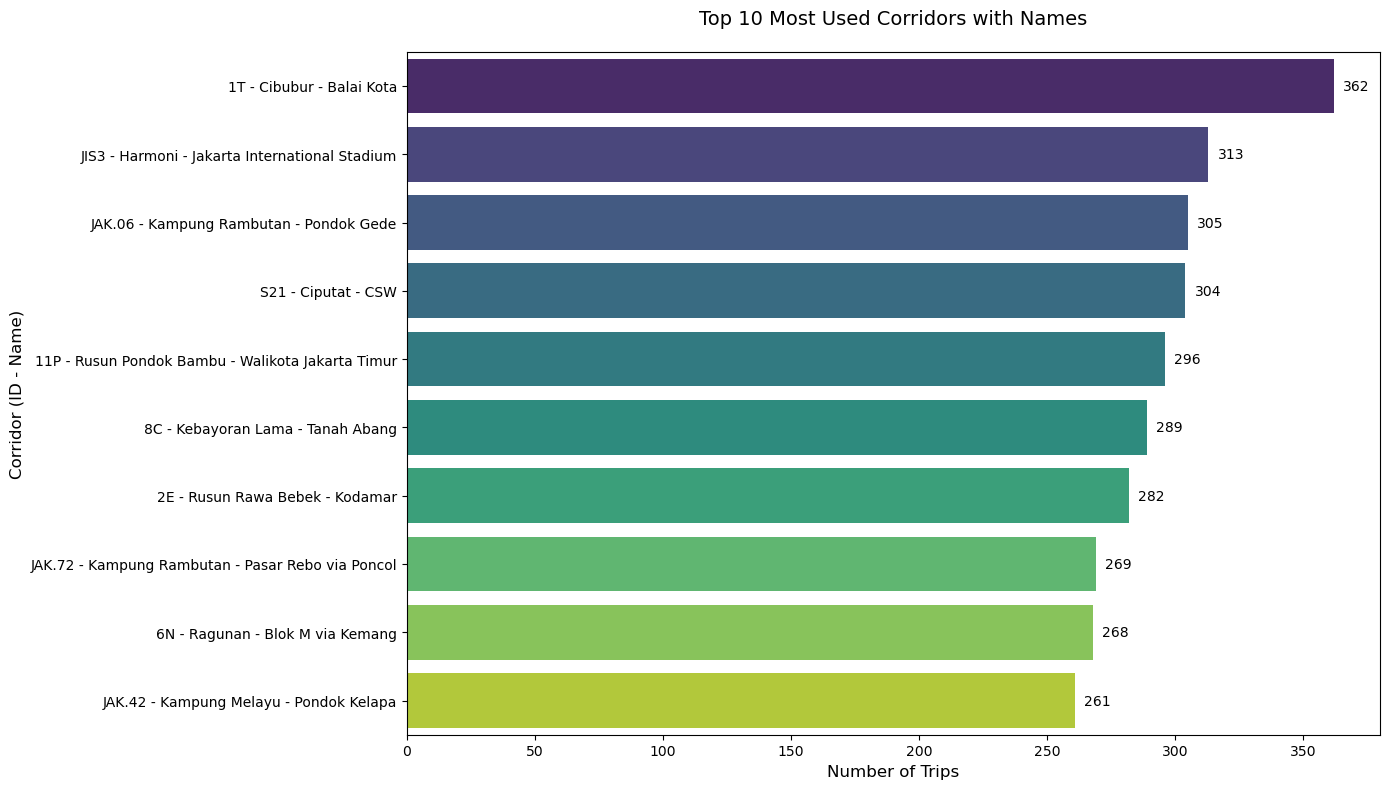 Top 10 Most Used Corridors with Names
Corridor (ID - Name)
1T - Cibubur - Balai Kota
362
JIS3 - Harmoni - Jakarta International Stadium
313
JAK.06 - Kampung Rambutan - Pondok Gede
305
S21 - Ciputat - CSW
304
11P - Rusun Pondok Bambu - Walikota Jakarta Timur
296
8C - Kebayoran Lama - Tanah Abang
289
2E - Rusun Rawa Bebek - Kodamar
282
JAK.72 - Kampung Rambutan - Pasar Rebo via Poncol
269
6N - Ragunan - Blok M via Kemang
268
JAK.42 - Kampung Melayu - Pondok Kelapa
261
0 50 100 150 200 250 300 350
Number of Trips